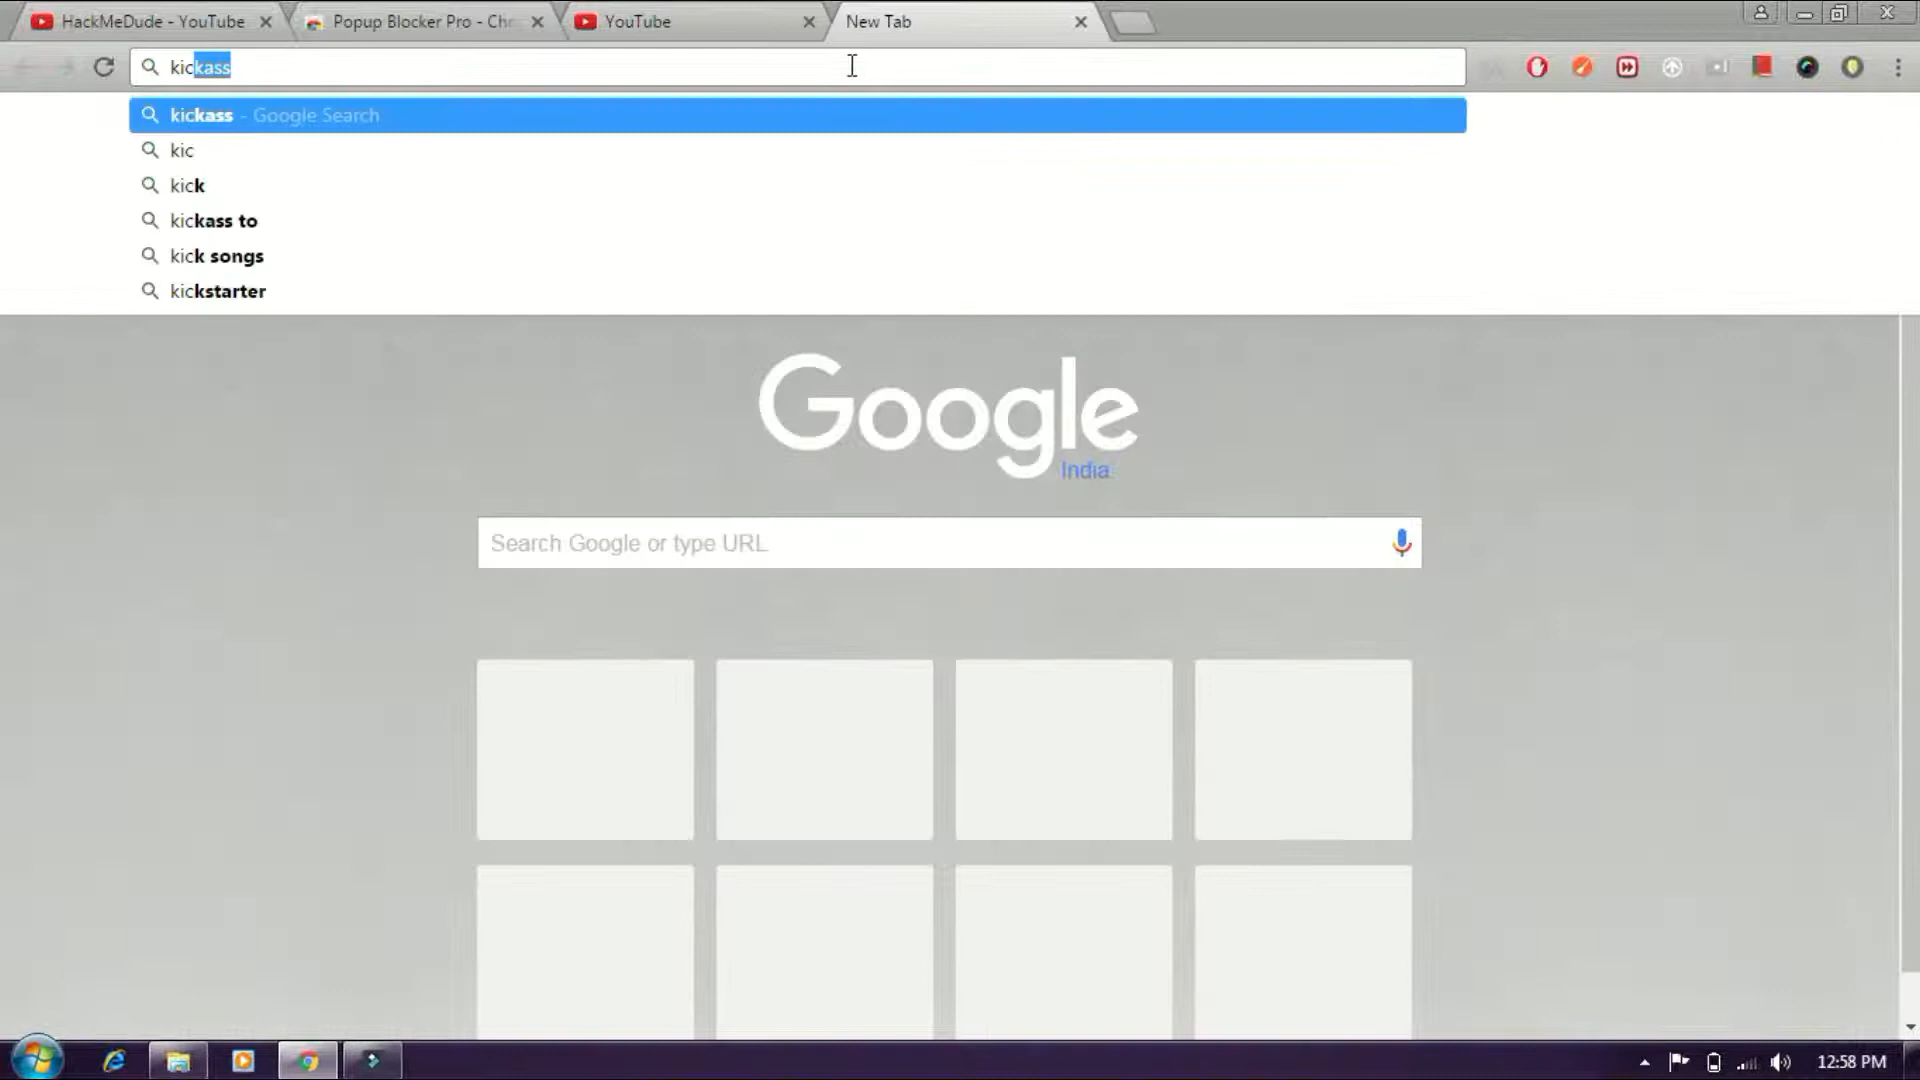 HackMeDude - YouTube
Popup Blocker Pro - Ch
YouTube
New Tab
kickass
kickass - Google Search
kic
kick
kickass to
kick songs
kickstarter
Google
India
Search Google or type URL
12:58 PM